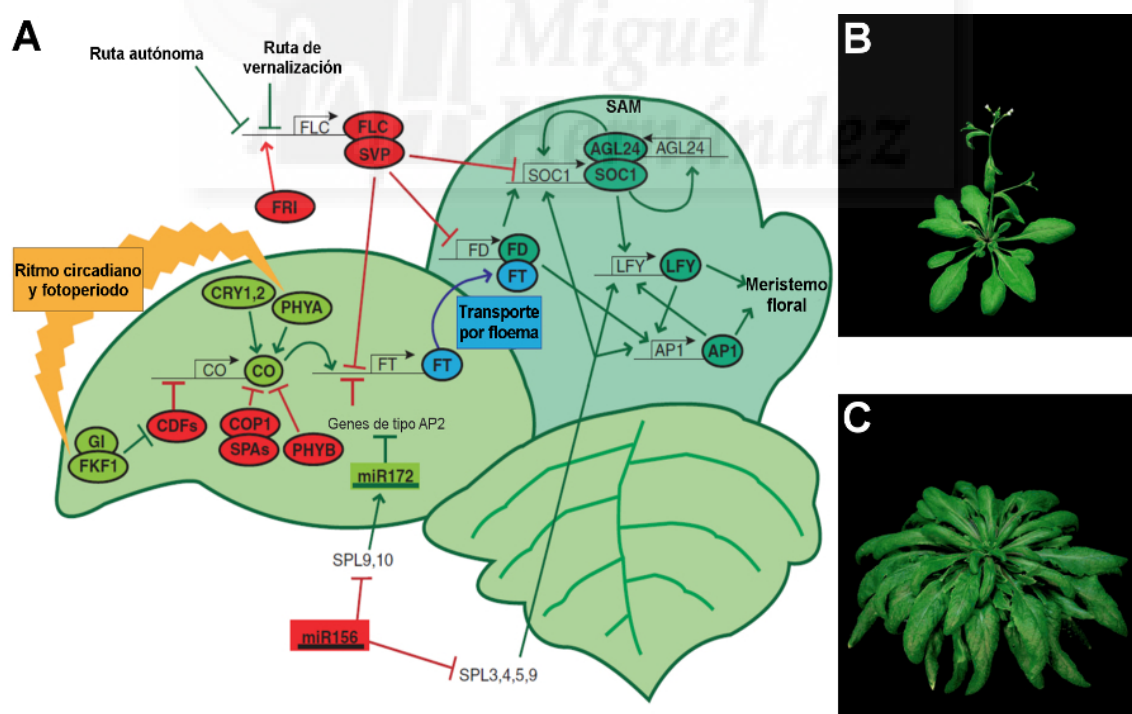 A
Miguel
Hernández
B
Ruta autónoma
Ruta de
vernalización
FLC
FLC
SVP
FRI
SAM
AGL24
AGL24
SOC1
SOC1
FD
FD
FT
LFY
LFY
Meristemo
floral
AP1
AP1
Ritmo circadiano
y fotoperiodo
CRY1,2
PHYA
Transporte
por floema
CO
CO
FT
FT
CDFs
COP1
SPAs
PHYB
GI
FKF1
Genes de tipo AP2
miR172
SPL9,10
miR156
SPL3,4,5,9
C